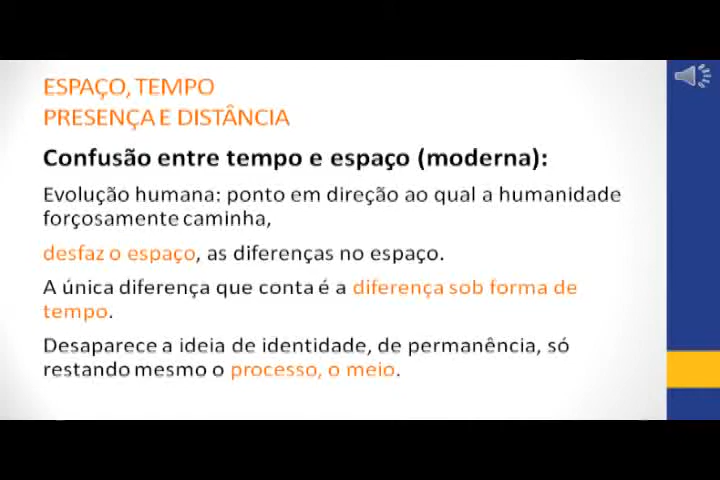 ESPAÇO, TEMPO
PRESENÇA E DISTÂNCIA
Confusão entre tempo e espaço (moderna):
Evolução humana: ponto em direção ao qual a humanidade
forçosamente caminha,
desfaz o espaço, as diferenças no espaço.
A única diferença que conta é a diferença sob forma de
tempo.
Desaparece a ideia de identidade, de permanência, só
restando mesmo o processo, o meio.